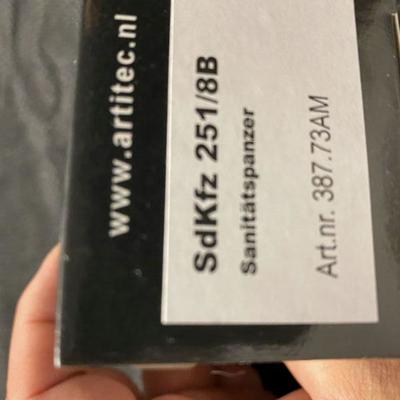 www.artitec.nl
SdKfz 251/8B
Sanitätspanzer
Art.nr. 387.73AM